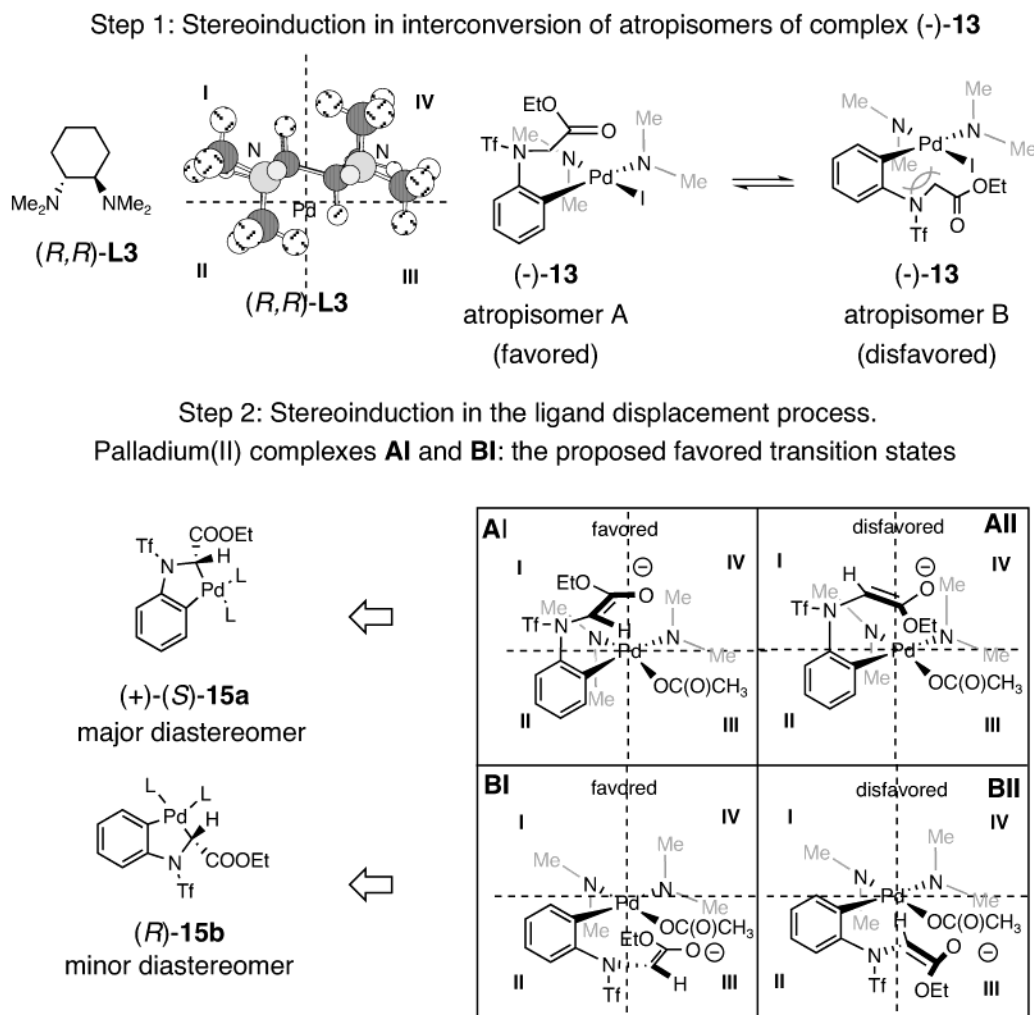 Step 1: Stereoinduction in interconversion of atropisomers of complex (-)-13
I
IV
N
N
Pd
II
III
Me2N
NMe2
(R,R)-L3
(R,R)-L3
EtO
O
Tf
N
Me
N
Me
N
Me
Me
Pd
I
(-)-13
atropisomer A
(favored)
Me
N
Me
Me
N
Me
Pd
I
N
Tf
OEt
O
(-)-13
atropisomer B
(disfavored)
Step 2: Stereoinduction in the ligand displacement process.
Palladium(II) complexes AI and BI: the proposed favored transition states
COOEt
Tf
H
N
Pd
L
L
(+)-(S)-15a
major diastereomer
L
L
Pd
H
N
COOEt
Tf
(R)-15b
minor diastereomer
AI
favored
I
IV
EtO
O
Me
Me
Tf
N
H
N
N
Me
Pd
Me
OC(O)CH3
II
III
AII
disfavored
I
IV
H
O
Me
Me
Tf
N
OEt
N
N
Pd
Me
Me
OC(O)CH3
II
III
BI
favored
I
IV
Me
Me
N
N
Pd
Me
Me
OC(O)CH3
EtO
O
N
H
Tf
II
III
BII
disfavored
I
IV
Me
Me
N
N
Pd
Me
Me
OC(O)CH3
H
O
N
Tf
OEt
II
III